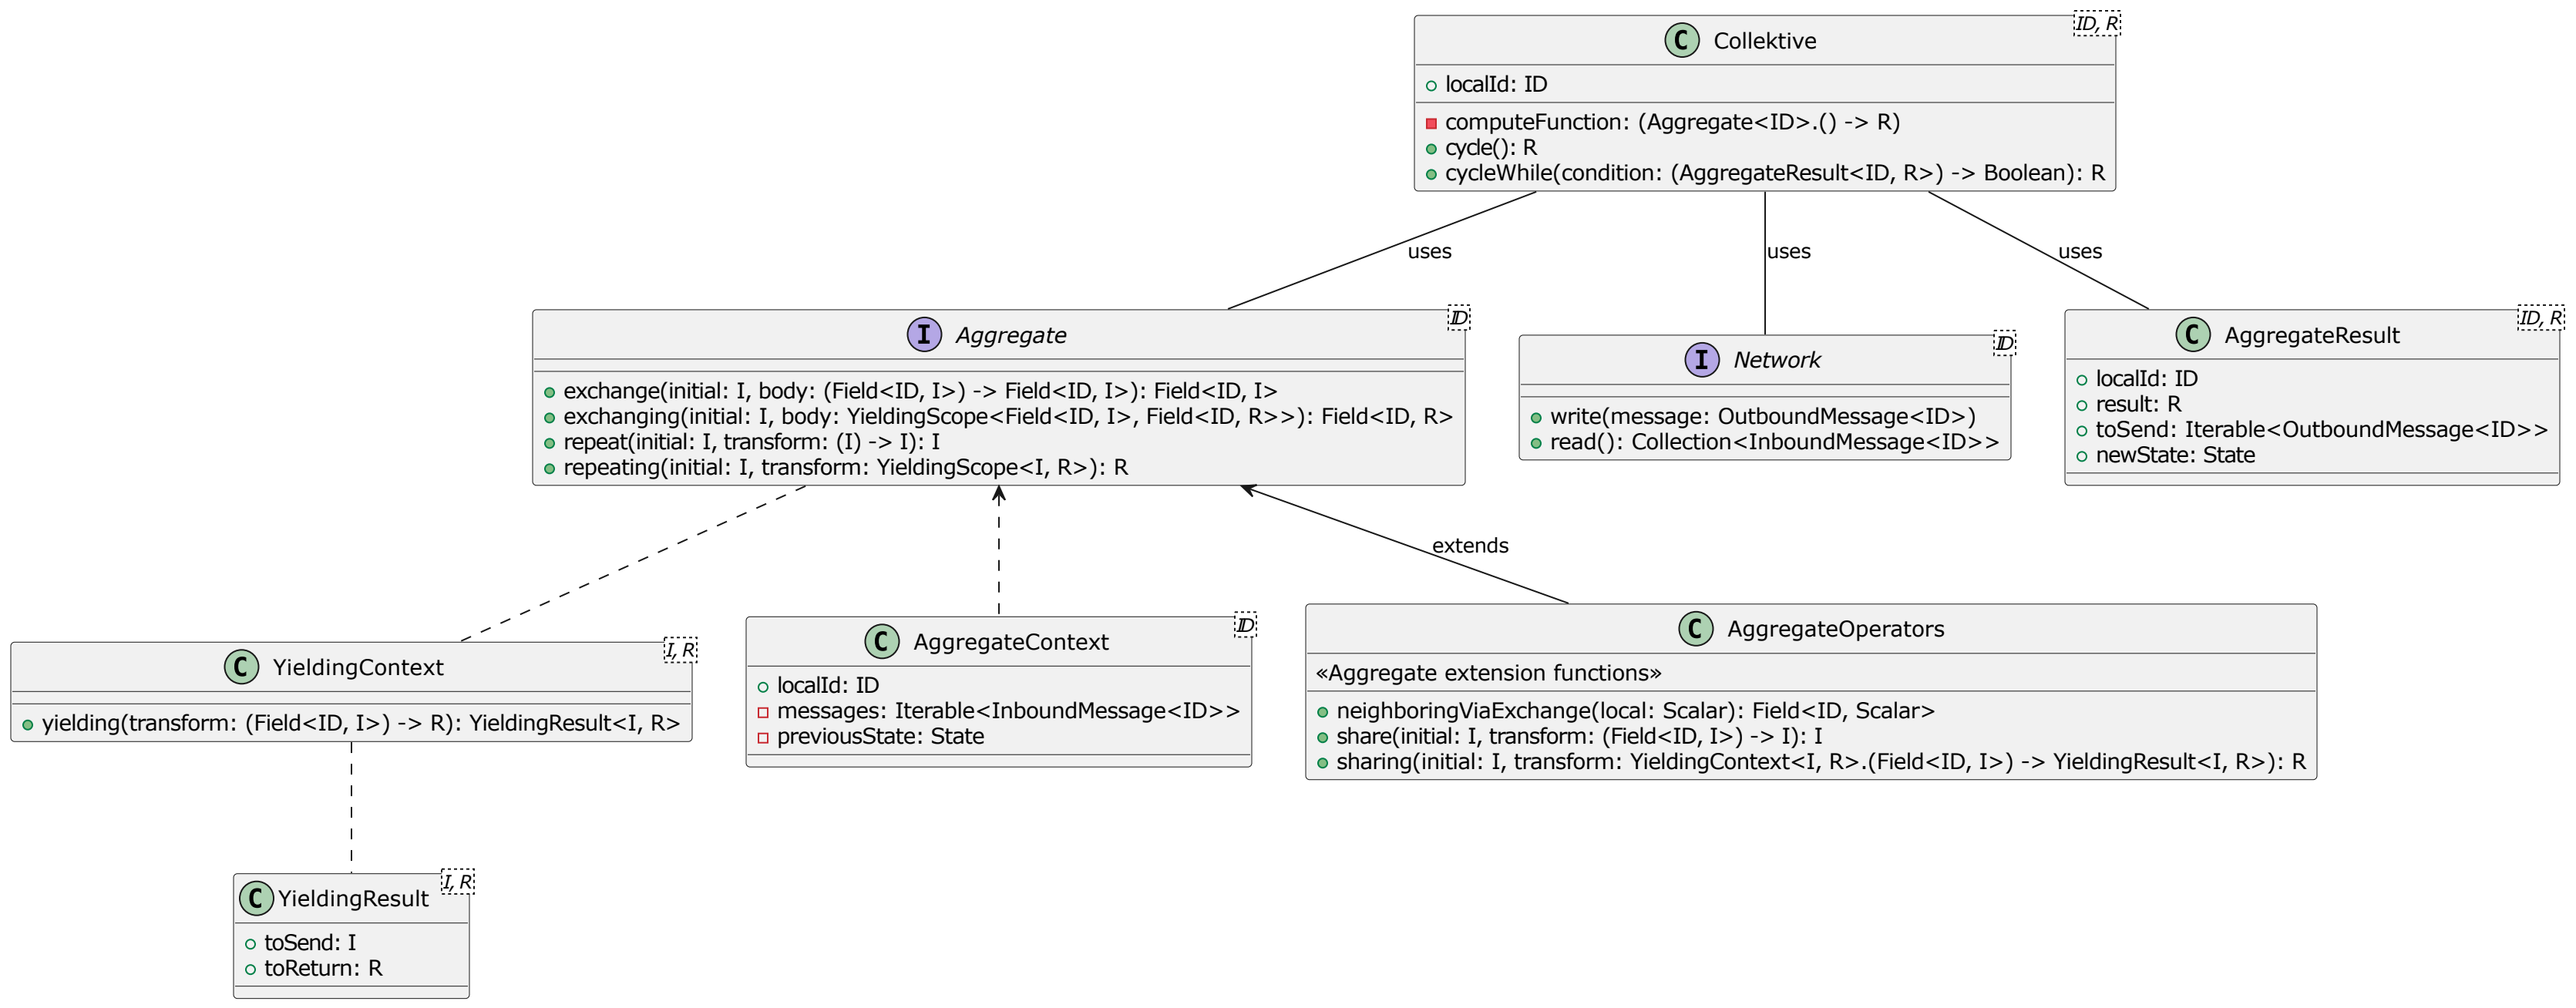 ID, R
C Collektive
localId: ID
computeFunction: (Aggregate<ID>.() -> R)
cycle(): R
cycleWhile(condition: (AggregateResult<ID, R>) -> Boolean): R
uses
uses
uses
ID
I Aggregate
exchange(initial: I, body: (Field<ID, I>) -> Field<ID, I>): Field<ID, I>
exchanging(initial: I, body: YieldingScope<Field<ID, I>, Field<ID, R>>): Field<ID, R>
repeat(initial: I, transform: (I) -> I): I
repeating(initial: I, transform: YieldingScope<I, R>): R
ID
I Network
write(message: OutboundMessage<ID>)
read(): Collection<InboundMessage<ID>>
ID, R
C AggregateResult
localId: ID
result: R
toSend: Iterable<OutboundMessage<ID>>
newState: State
extends
I, R
C YieldingContext
yielding(transform: (Field<ID, I>) -> R): YieldingResult<I, R>
ID
C AggregateContext
localId: ID
messages: Iterable<InboundMessage<ID>>
previousState: State
C AggregateOperators
«Aggregate extension functions»
neighboringViaExchange(local: Scalar): Field<ID, Scalar>
share(initial: I, transform: (Field<ID, I>) -> I): I
sharing(initial: I, transform: YieldingContext<I, R>.(Field<ID, I>) -> YieldingResult<I, R>): R
I, R
C YieldingResult
toSend: I
toReturn: R